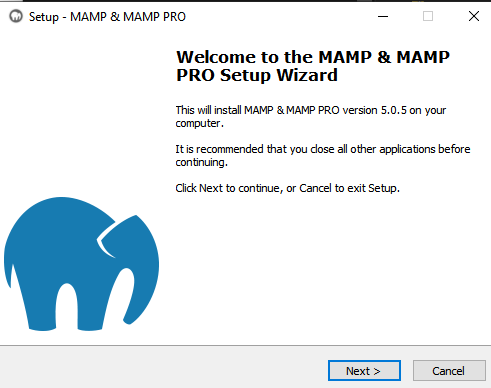 Setup - MAMP & MAMP PRO
Welcome to the MAMP & MAMP
PRO Setup Wizard
This will install MAMP & MAMP PRO version 5.0.5 on your
computer.
It is recommended that you close all other applications before
continuing.
Click Next to continue, or Cancel to exit Setup.
Next >
Cancel